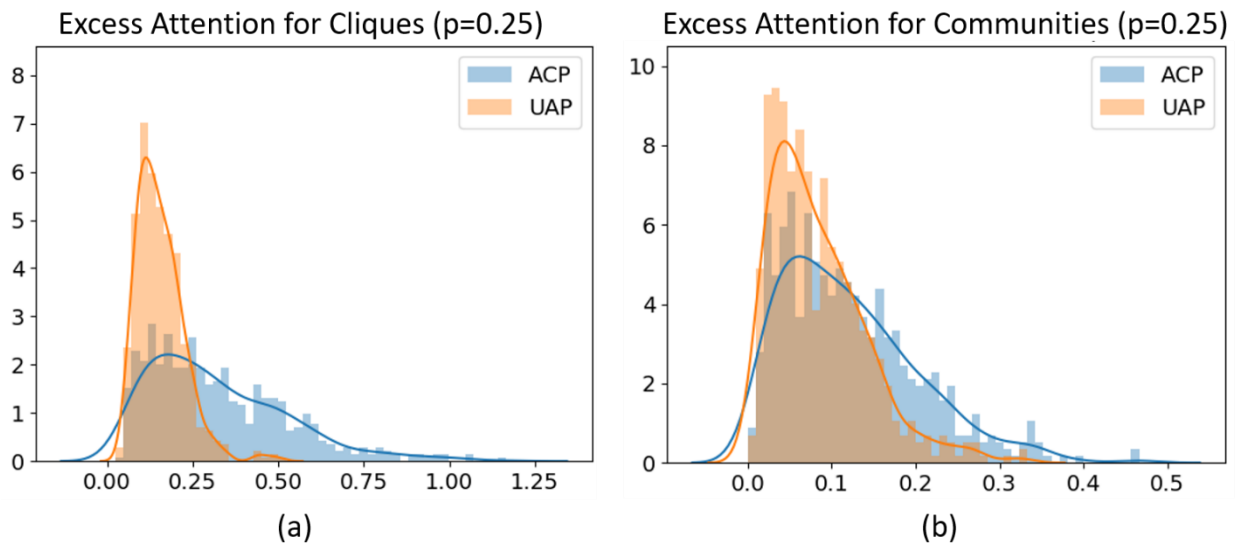 Excess Attention for Cliques (p=0.25)
8
7
6
5
4
3
2
1
0
ACP
UAP
0.00 0.25 0.50 0.75 1.00 1.25
(a)
Excess Attention for Communities (p=0.25)
10
8
6
4
2
0
ACP
UAP
0.0 0.1 0.2 0.3 0.4 0.5
(b)